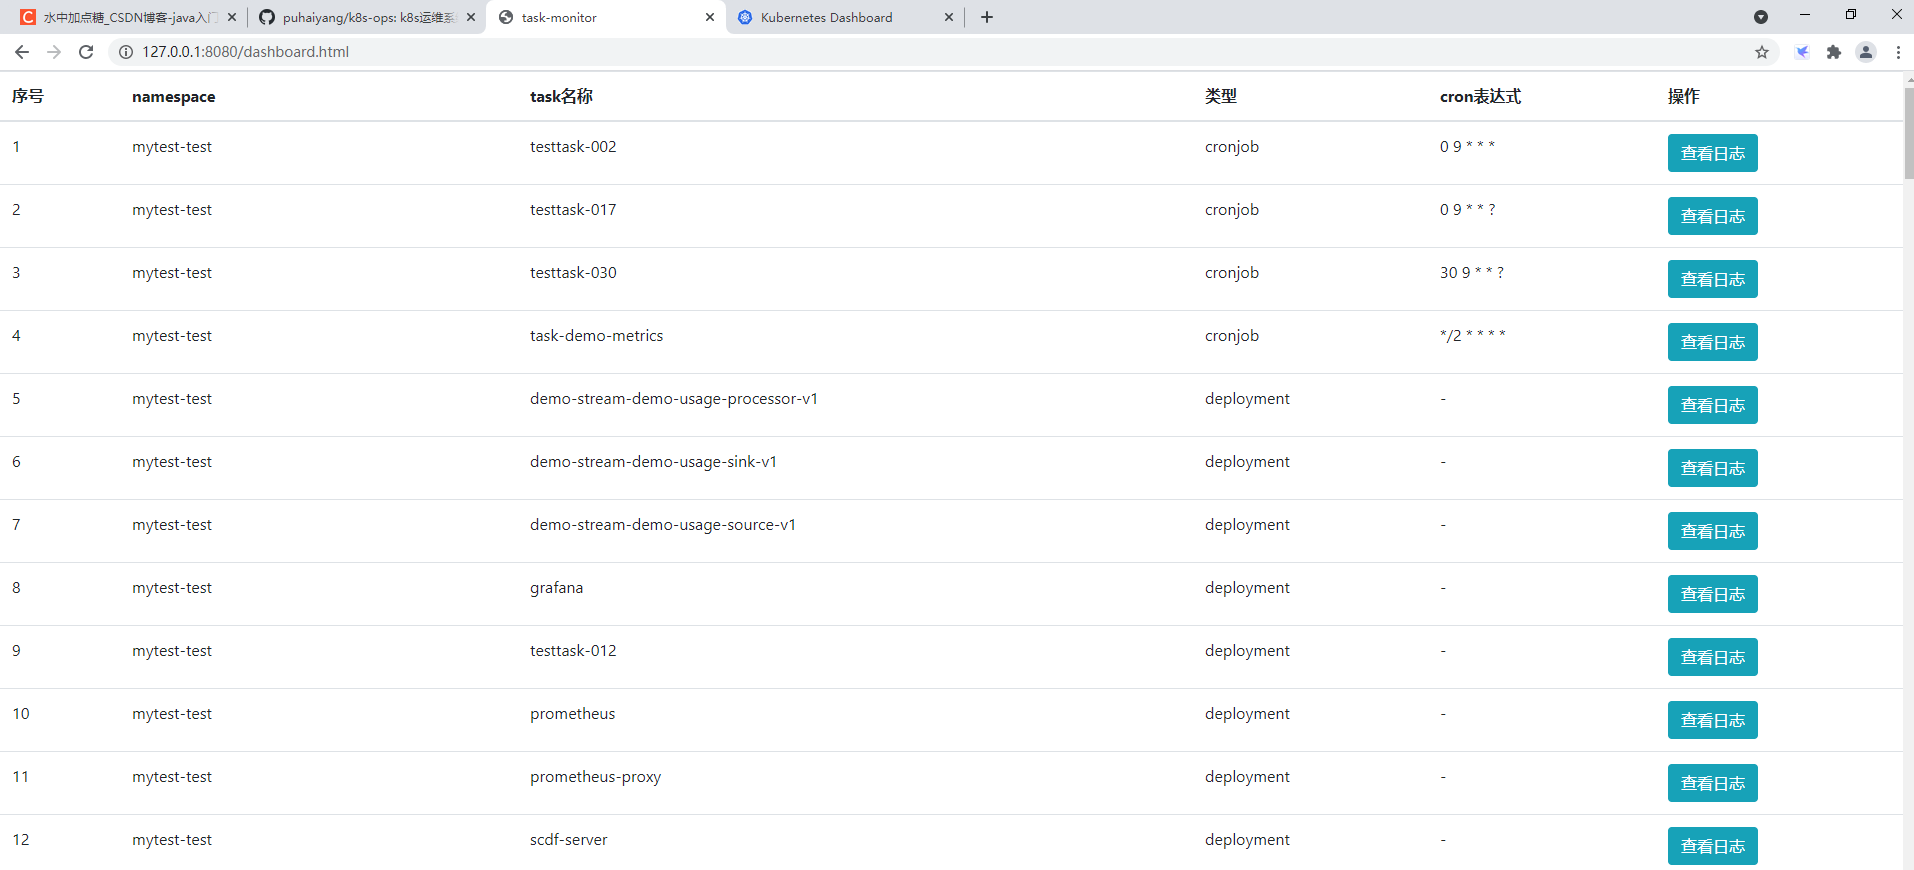 水中加点糖_CSDN博客-java入门
puhaiyang/k8s-ops: k8s运维系
task-monitor
Kubernetes Dashboard
127.0.0.1:8080/dashboard.html
序号 namespace task名称 类型 cron表达式 操作
1 mytest-test testtask-002 cronjob 0 9 * * * 查看日志
2 mytest-test testtask-017 cronjob 0 9 * * ? 查看日志
3 mytest-test testtask-030 cronjob 30 9 * * ? 查看日志
4 mytest-test task-demo-metrics cronjob */2 * * * * 查看日志
5 mytest-test demo-stream-demo-usage-processor-v1 deployment - 查看日志
6 mytest-test demo-stream-demo-usage-sink-v1 deployment - 查看日志
7 mytest-test demo-stream-demo-usage-source-v1 deployment - 查看日志
8 mytest-test grafana deployment - 查看日志
9 mytest-test testtask-012 deployment - 查看日志
10 mytest-test prometheus deployment - 查看日志
11 mytest-test prometheus-proxy deployment - 查看日志
12 mytest-test scdf-server deployment - 查看日志